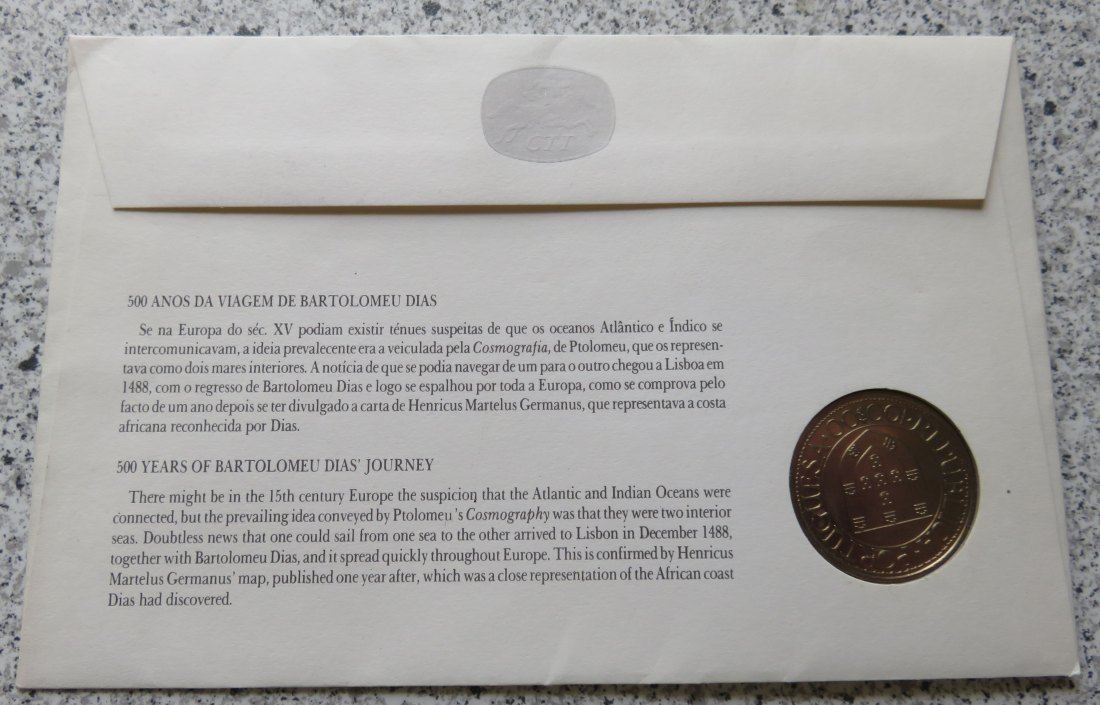 CTT
500 ANOS DA VIAGEM DE BARTOLOMEU DIAS
Se na Europa do séc. XV podiam existir ténues suspeitas de que os oceanos Atlântico e Índico se
intercomunicavam, a ideia prevalecente era a veiculada pela Cosmografia, de Ptolomeu, que os represen-
tava como dois mares interiores. A notícia de que se podia navegar de um para o outro chegou a Lisboa em
1488, com o regresso de Bartolomeu Dias e logo se espalhou por toda a Europa, como se comprova pelo
facto de um ano depois se ter divulgado a carta de Henricus Martelus Germanus, que representava a costa
africana reconhecida por Dias.
500 YEARS OF BARTOLOMEU DIAS' JOURNEY
There might be in the 15th century Europe the suspicion that the Atlantic and Indian Oceans were
connected, but the prevailing idea conveyed by Ptolomeu's Cosmography was that they were two interior
seas. Doubtless news that one could sail from one sea to the other arrived to Lisbon in December 1488,
together with Bartolomeu Dias, and it spread quickly throughout Europe. This is confirmed by Henricus
Martelus Germanus' map, published one year after, which was a close representation of the African coast
Dias had discovered.